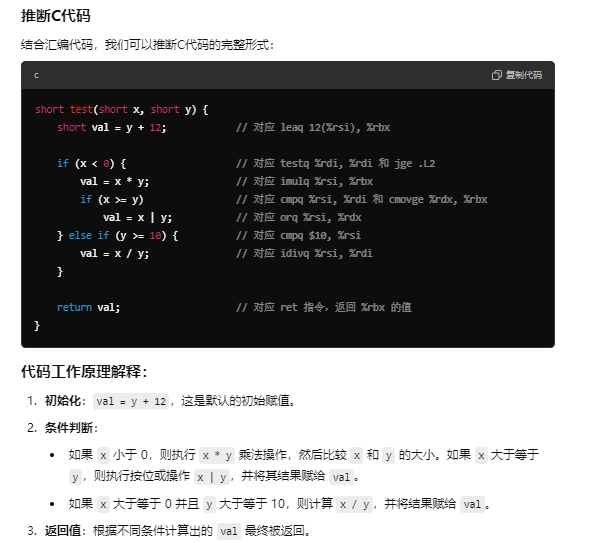 推断C代码
结合汇编代码，我们可以推断C代码的完整形式：
c
复制代码
short test(short x, short y) {
    short val = y + 12;          // 对应 leaq 12(%rsi), %rbx
    if (x < 0) {                 // 对应 testq %rdi, %rdi 和 jge .L2
        val = x * y;             // 对应 imulq %rsi, %rbx
        if (x >= y)              // 对应 cmpq %rsi, %rdi 和 cmovge %rdx, %rbx
            val = x | y;         // 对应 orq %rsi, %rdx
    } else if (y >= 10) {        // 对应 cmpq $10, %rsi
        val = x / y;             // 对应 idivq %rsi, %rdi
    }
    return val;                  // 对应 ret 指令，返回 %rbx 的值
}
代码工作原理解释：
1. 初始化：val = y + 12，这是默认的初始赋值。
2. 条件判断：
• 如果 x 小于 0，则执行 x * y 乘法操作，然后比较 x 和 y 的大小。如果 x 大于等于
y，则执行按位或操作 x | y，并将其结果赋给 val。
• 如果 x 大于等于 0 并且 y 大于等于 10，则计算 x / y，并将结果赋给 val。
3. 返回值：根据不同条件计算出的 val 最终被返回。